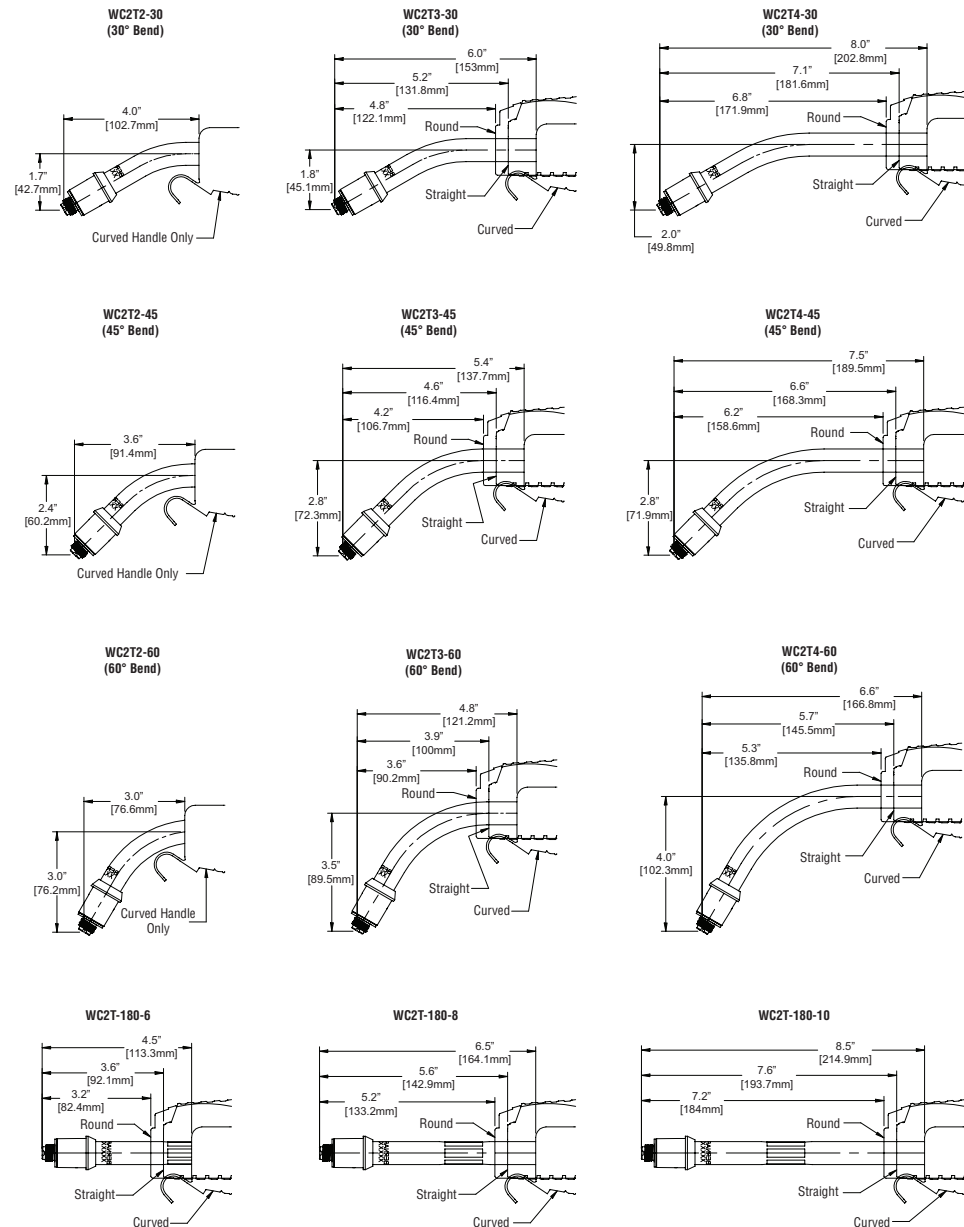 WC2T2-30
(30° Bend)
4.0”
[102.7mm]
1.7”
[42.7mm]
Curved Handle Only
WC2T3-30
(30° Bend)
6.0”
[153mm]
5.2”
[131.8mm]
4.8”
[122.1mm]
Round
1.8”
[45.1mm]
Straight
Curved
WC2T4-30
(30° Bend)
8.0”
[202.8mm]
7.1”
[181.6mm]
6.8”
[171.9mm]
Round
Straight
Curved
2.0”
[49.8mm]
WC2T2-45
(45° Bend)
3.6”
[91.4mm]
2.4”
[60.2mm]
Curved Handle Only
WC2T3-45
(45° Bend)
5.4”
[137.7mm]
4.6”
[116.4mm]
4.2”
[106.7mm]
Round
2.8”
[72.3mm]
Straight
Curved
WC2T4-45
(45° Bend)
7.5”
[189.5mm]
6.6”
[168.3mm]
6.2”
[158.6mm]
Round
2.8”
[71.9mm]
Straight
Curved
WC2T2-60
(60° Bend)
3.0”
[76.6mm]
3.0”
[76.2mm]
Curved Handle
Only
WC2T3-60
(60° Bend)
4.8”
[121.2mm]
3.9”
[100mm]
3.6”
[90.2mm]
Round
3.5”
[89.5mm]
Straight
Curved
WC2T4-60
(60° Bend)
6.6”
[166.8mm]
5.7”
[145.5mm]
5.3”
[135.8mm]
Round
4.0”
[102.3mm]
Straight
Curved
WC2T-180-6
4.5”
[113.3mm]
3.6”
[92.1mm]
3.2”
[82.4mm]
Round
Straight
Curved
WC2T-180-8
6.5”
[164.1mm]
5.6”
[142.9mm]
5.2”
[133.2mm]
Round
Straight
Curved
WC2T-180-10
8.5”
[214.9mm]
7.6”
[193.7mm]
7.2”
[184mm]
Round
Straight
Curved